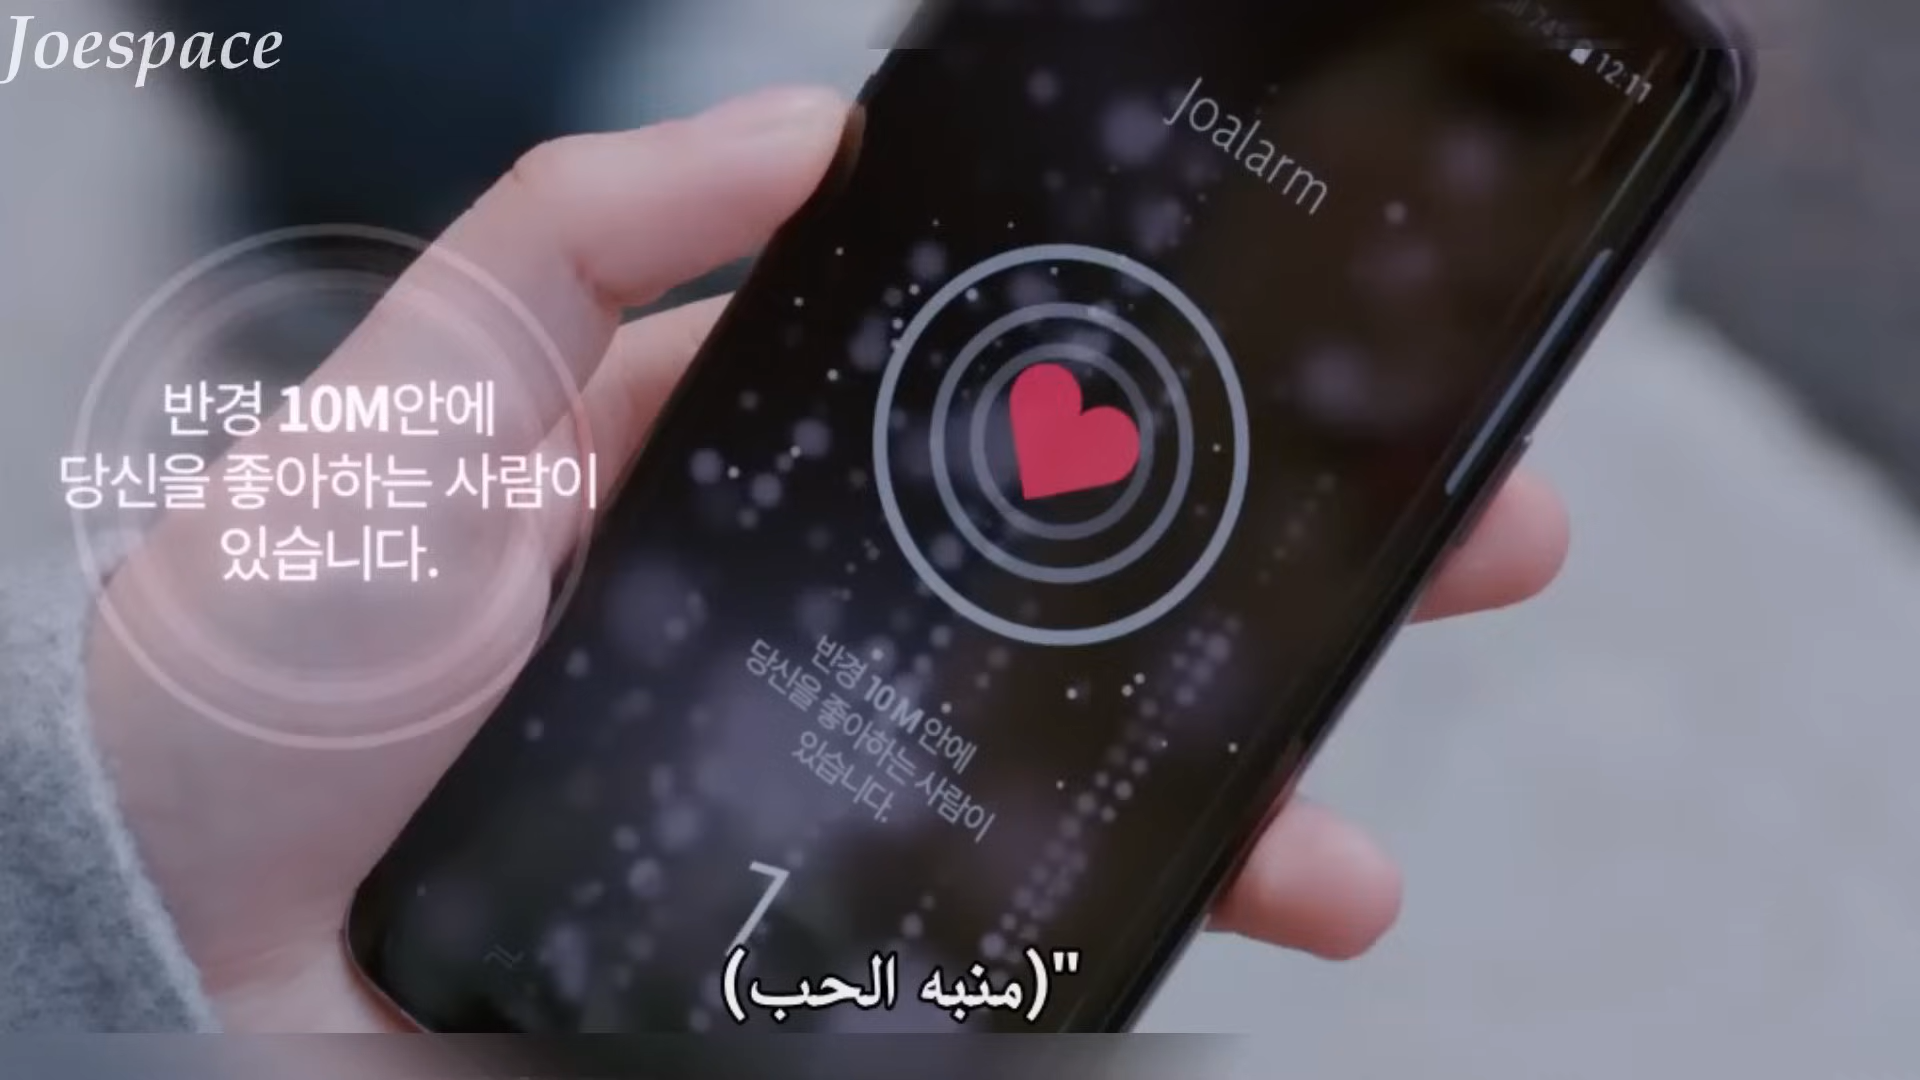 Joespace
74% 12:11
Joalarm
반경 10M안에
당신을 좋아하는 사람이
있습니다.
반경 10M 안에
당신을 좋아하는 사람이
있습니다.
7
"(منبه الحب)